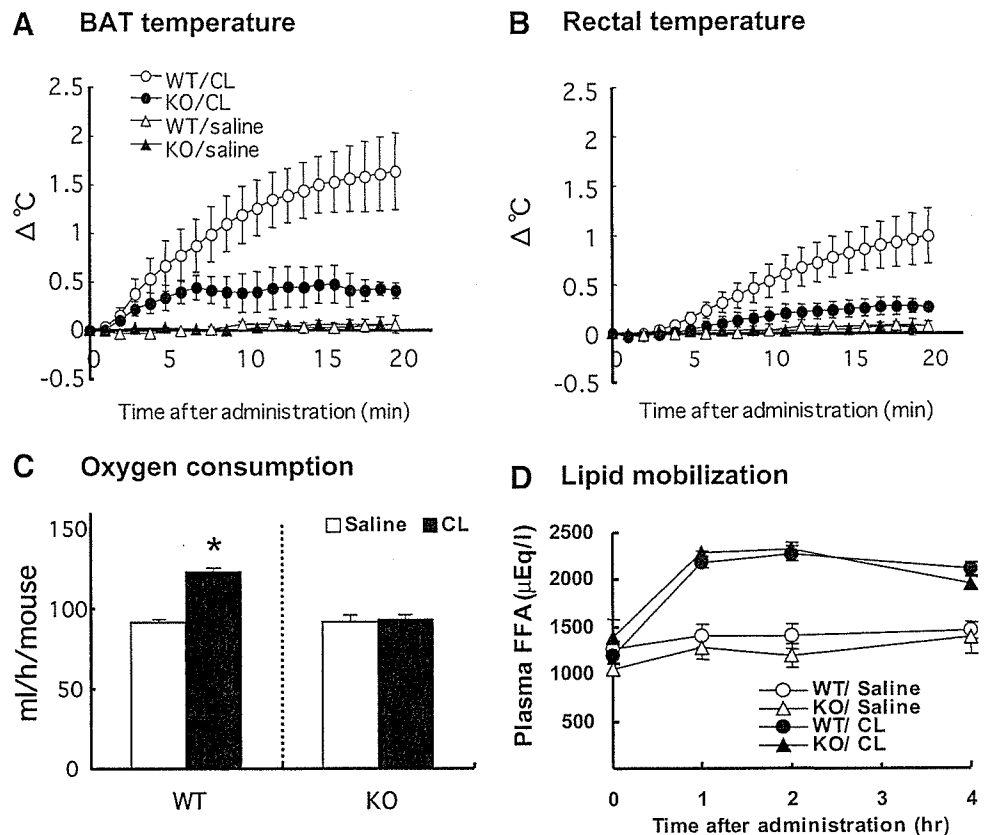 A BAT temperature
2.5
2
1.5
1
0.5
0
-0.5
Δ℃
WT/CL
KO/CL
WT/saline
KO/saline
0 5 10 15 20
Time after administration (min)
B Rectal temperature
2.5
2
1.5
1
0.5
0
-0.5
Δ℃
0 5 10 15 20
Time after administration (min)
C Oxygen consumption
150
100
50
0
ml/h/mouse
Saline CL
*
WT KO
D Lipid mobilization
2500
2000
1500
1000
500
Plasma FFA (μEq/l)
WT/ Saline
KO/ Saline
WT/ CL
KO/ CL
0 1 2 3 4
Time after administration (hr)